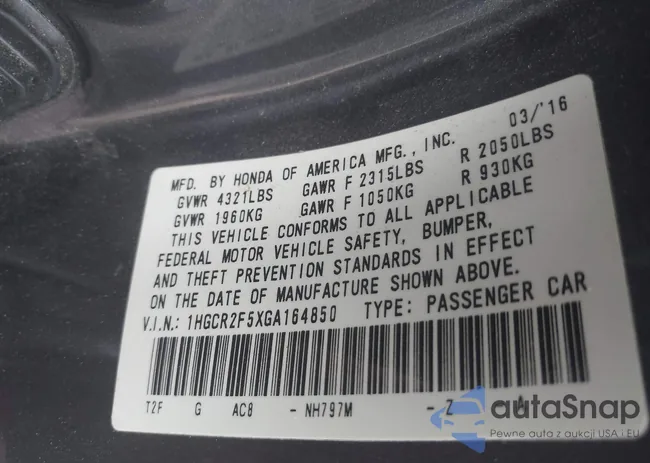 03/'16
MFD. BY HONDA OF AMERICA MFG., INC.
GVWR 4321LBS GAWR F 2315LBS R 2050LBS
GVWR 1960KG GAWR F 1050KG R 930KG
THIS VEHICLE CONFORMS TO ALL APPLICABLE
FEDERAL MOTOR VEHICLE SAFETY, BUMPER,
AND THEFT PREVENTION STANDARDS IN EFFECT
ON THE DATE OF MANUFACTURE SHOWN ABOVE.
V.I.N.: 1HGCR2F5XGA164850 TYPE: PASSENGER CAR
T2F G AC8 - NH797M - Z A
autaSnap
Pewne auta z aukcji USA i EU